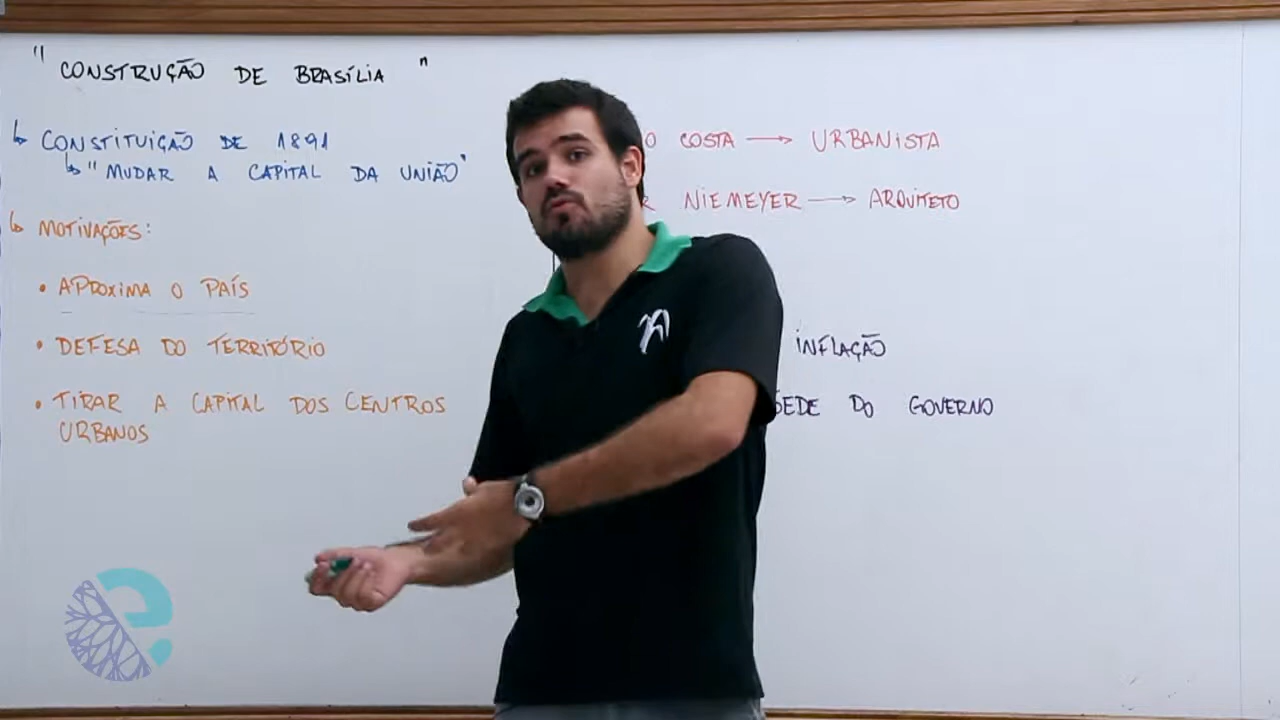 " CONSTRUÇÃO DE BRASÍLIA "
↳ CONSTITUIÇÃO DE 1891
↳ "MUDAR A CAPITAL DA UNIÃO"
↳ MOTIVAÇÕES:
• APROXIMA O PAÍS
• DEFESA DO TERRITÓRIO
• TIRAR A CAPITAL DOS CENTROS
URBANOS
O COSTA → URBANISTA
R NIEMEYER → ARQUITETO
INFLAÇÃO
SEDE DO GOVERNO